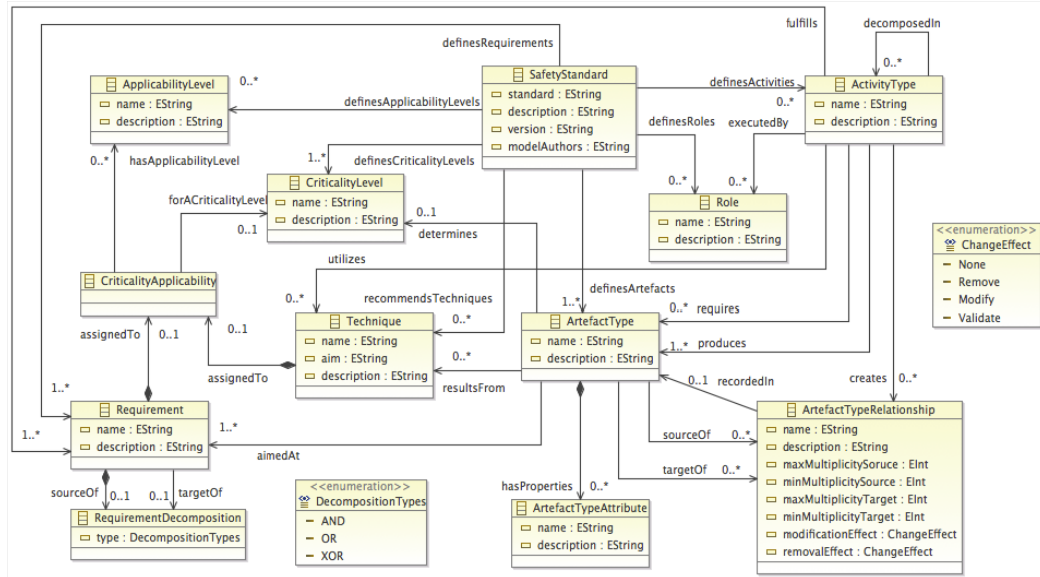 fulfills
decomposedIn
definesRequirements
0..*
ApplicabilityLevel
name : EString
description : EString
0..*
definesApplicabilityLevels
SafetyStandard
standard : EString
description : EString
version : EString
modelAuthors : EString
definesActivities
0..*
ActivityType
name : EString
description : EString
definesRoles
executedBy
0..*
hasApplicabilityLevel
1..*
definesCriticalityLevels
CriticalityLevel
name : EString
description : EString
forACriticalityLevel
0..1
0..1
determines
0..*
0..*
Role
name : EString
description : EString
<<enumeration>>
ChangeEffect
None
Remove
Modify
Validate
CriticalityApplicability
utilizes
definesArtefacts
0..*
recommendsTechniques
1..*
0..*
requires
assignedTo
0..1
0..1
Technique
name : EString
aim : EString
description : EString
0..*
ArtefactType
name : EString
description : EString
1..*
produces
assignedTo
0..*
resultsFrom
0..1
recordedIn
creates
0..*
1..*
Requirement
name : EString
description : EString
1..*
1..*
aimedAt
sourceOf
0..*
targetOf
0..*
ArtefactTypeRelationship
name : EString
description : EString
maxMultiplicitySoruce : EInt
minMultiplicitySource : EInt
maxMultiplicityTarget : EInt
minMultiplicityTarget : EInt
modificationEffect : ChangeEffect
removalEffect : ChangeEffect
sourceOf
0..1
0..1
targetOf
RequirementDecomposition
type : DecompositionTypes
<<enumeration>>
DecompositionTypes
AND
OR
XOR
hasProperties
0..*
ArtefactTypeAttribute
name : EString
description : EString